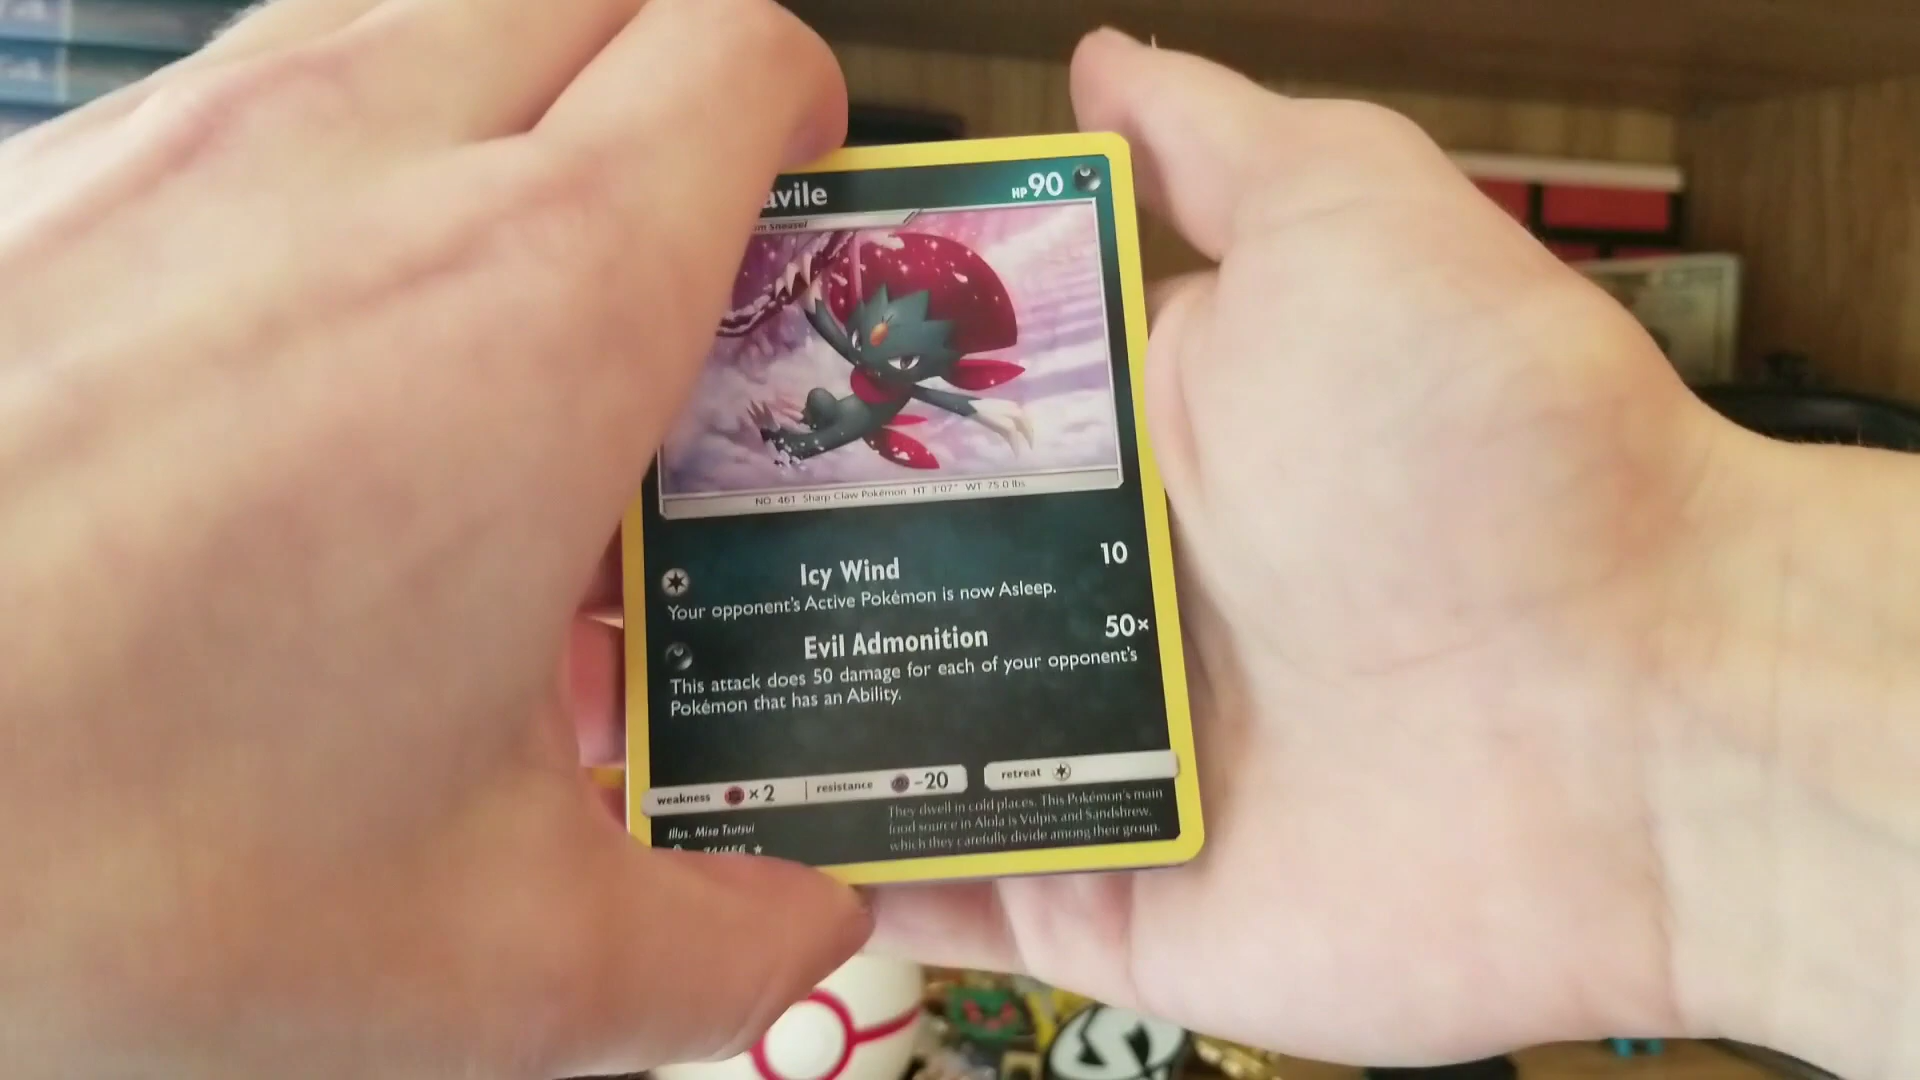 avile
HP 90
m Sneasel
NO. 461 Sharp Claw Pokémon HT 3'07" WT 75.0 lbs
Icy Wind 10
Your opponent's Active Pokémon is now Asleep.
Evil Admonition 50×
This attack does 50 damage for each of your opponent's
Pokémon that has an Ability.
weakness ×2 resistance -20 retreat
They dwell in cold places. This Pokémon's main
food source in Alola is Vulpix and Sandshrew,
which they carefully divide among their group.
Illus. Misa Tsutsui
74/156